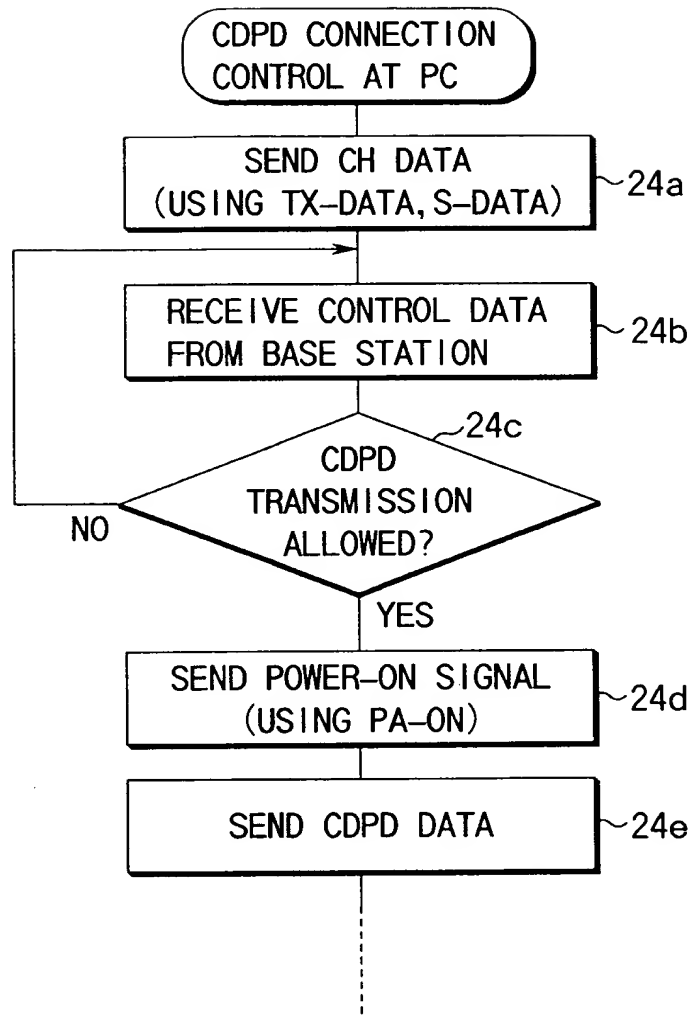 CDPD CONNECTION
CONTROL AT PC
SEND CH DATA
(USING TX-DATA, S-DATA)
24a
RECEIVE CONTROL DATA
FROM BASE STATION
24b
24c
CDPD
TRANSMISSION
ALLOWED?
NO
YES
SEND POWER-ON SIGNAL
(USING PA-ON)
24d
SEND CDPD DATA
24e